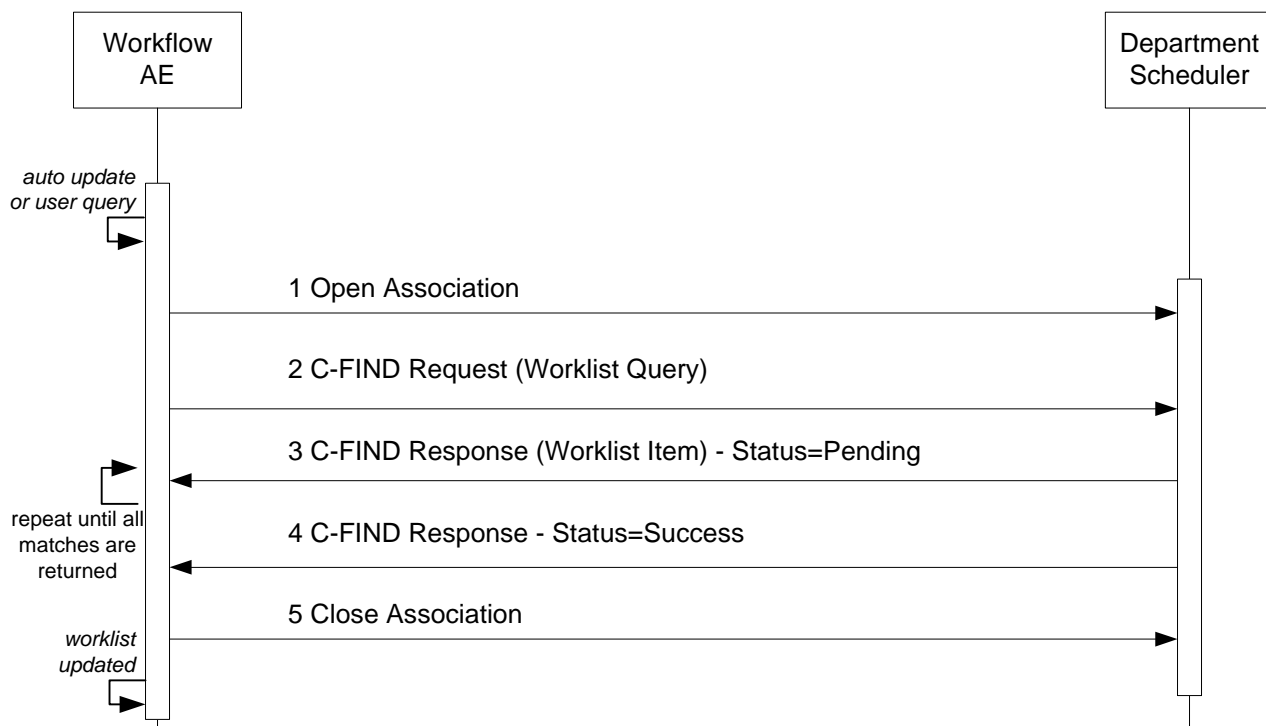 Workflow
AE
Department
Scheduler
auto update
or user query
1 Open Association
2 C-FIND Request (Worklist Query)
3 C-FIND Response (Worklist Item) - Status=Pending
repeat until all
matches are
returned
4 C-FIND Response - Status=Success
5 Close Association
worklist
updated